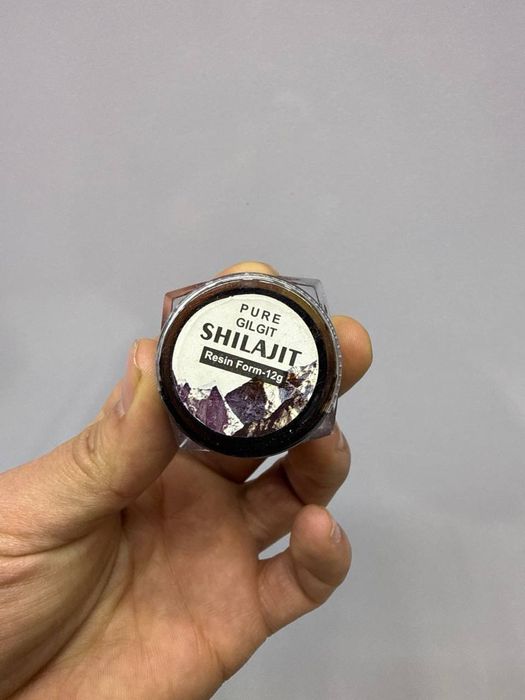 PURE
GILGIT
SHILAJIT
Resin Form-12g